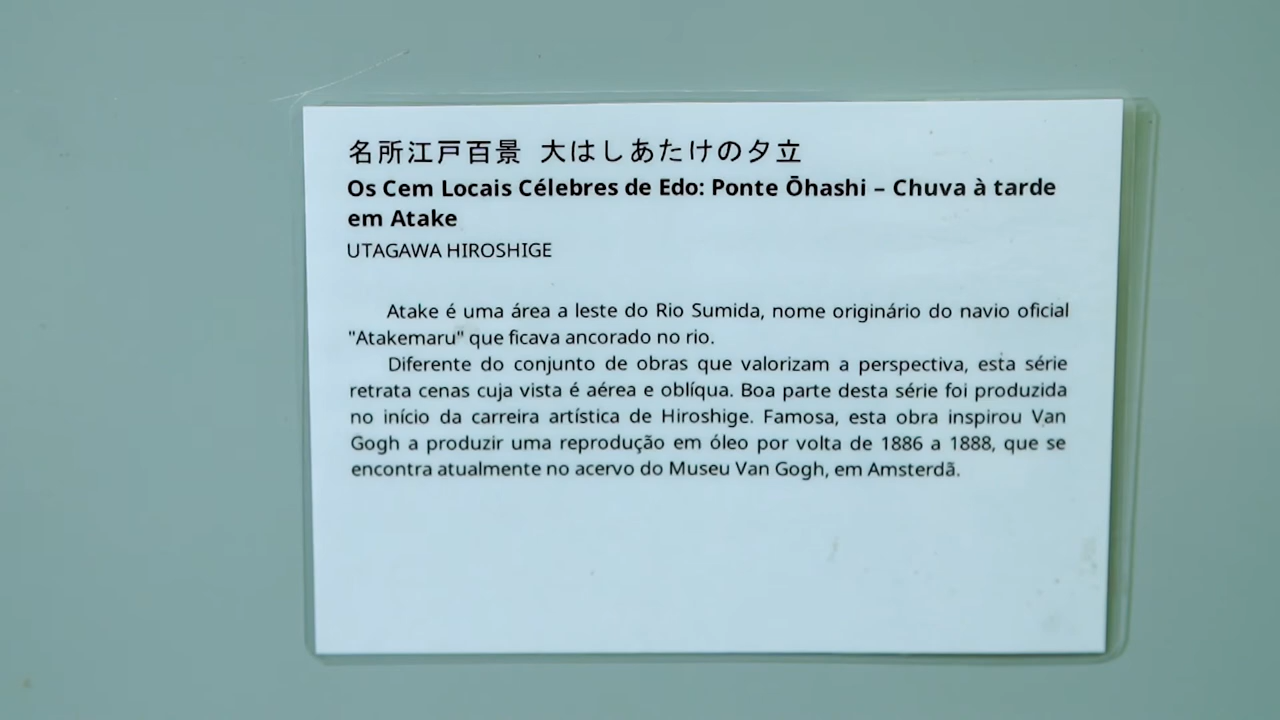 名所江戸百景 大はしあたけの夕立
Os Cem Locais Célebres de Edo: Ponte Ōhashi – Chuva à tarde
em Atake
UTAGAWA HIROSHIGE
Atake é uma área a leste do Rio Sumida, nome originário do navio oficial
"Atakemaru" que ficava ancorado no rio.
Diferente do conjunto de obras que valorizam a perspectiva, esta série
retrata cenas cuja vista é aérea e oblíqua. Boa parte desta série foi produzida
no início da carreira artística de Hiroshige. Famosa, esta obra inspirou Van
Gogh a produzir uma reprodução em óleo por volta de 1886 a 1888, que se
encontra atualmente no acervo do Museu Van Gogh, em Amsterdã.